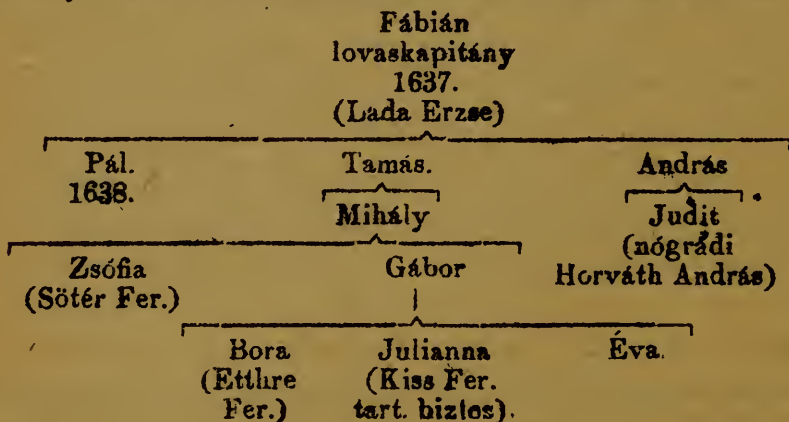 Fábián
lovaskapitány
1637.
(Lada Erzse)
Pál. Tamás. András
1638.
Mihály Judit
(nógrádi
Zsófia Gábor Horváth András)
(Sötér Fer.)
Bora Julianna Éva.
(Etthre (Kiss Fer.
Fer.) tart. biztos).